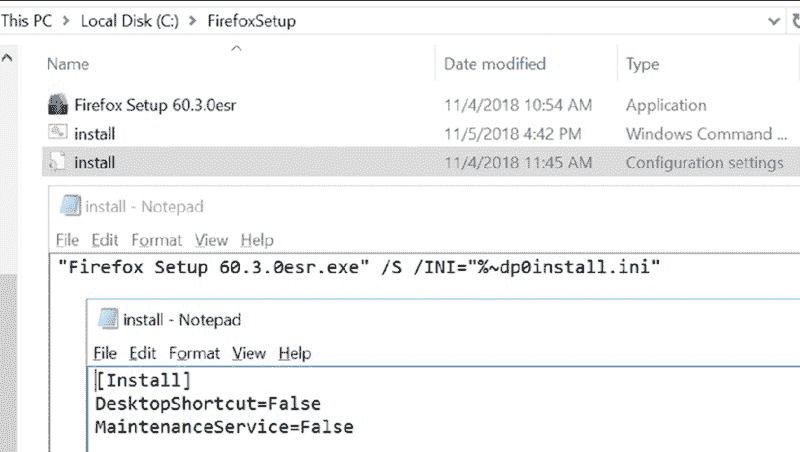 This PC > Local Disk (C:) > FirefoxSetup
Name Date modified Type
Firefox Setup 60.3.0esr 11/4/2018 10:54 AM Application
install 11/5/2018 4:42 PM Windows Command ...
install 11/4/2018 11:45 AM Configuration settings
install - Notepad
File Edit Format View Help
"Firefox Setup 60.3.0esr.exe" /S /INI="%~dp0install.ini"
install - Notepad
File Edit Format View Help
[Install]
DesktopShortcut=False
MaintenanceService=False